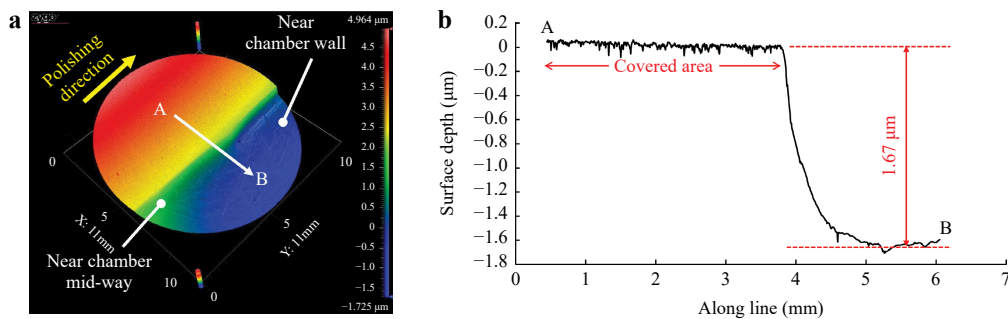 a
zygo
4.964 μm
4.5
4.0
3.5
3.0
2.5
2.0
1.5
1.0
0.5
0
−0.5
−1.0
−1.5
−1.725 μm
Polishing
direction
Near
chamber wall
A
B
Near chamber
mid-way
0
5
10
X: 11mm
0
5
10
Y: 11mm
b
0.2
0
−0.2
−0.4
−0.6
−0.8
−1.0
−1.2
−1.4
−1.6
−1.8
Surface depth (μm)
A
Covered area
1.67 μm
B
0
1
2
3
4
5
6
7
Along line (mm)